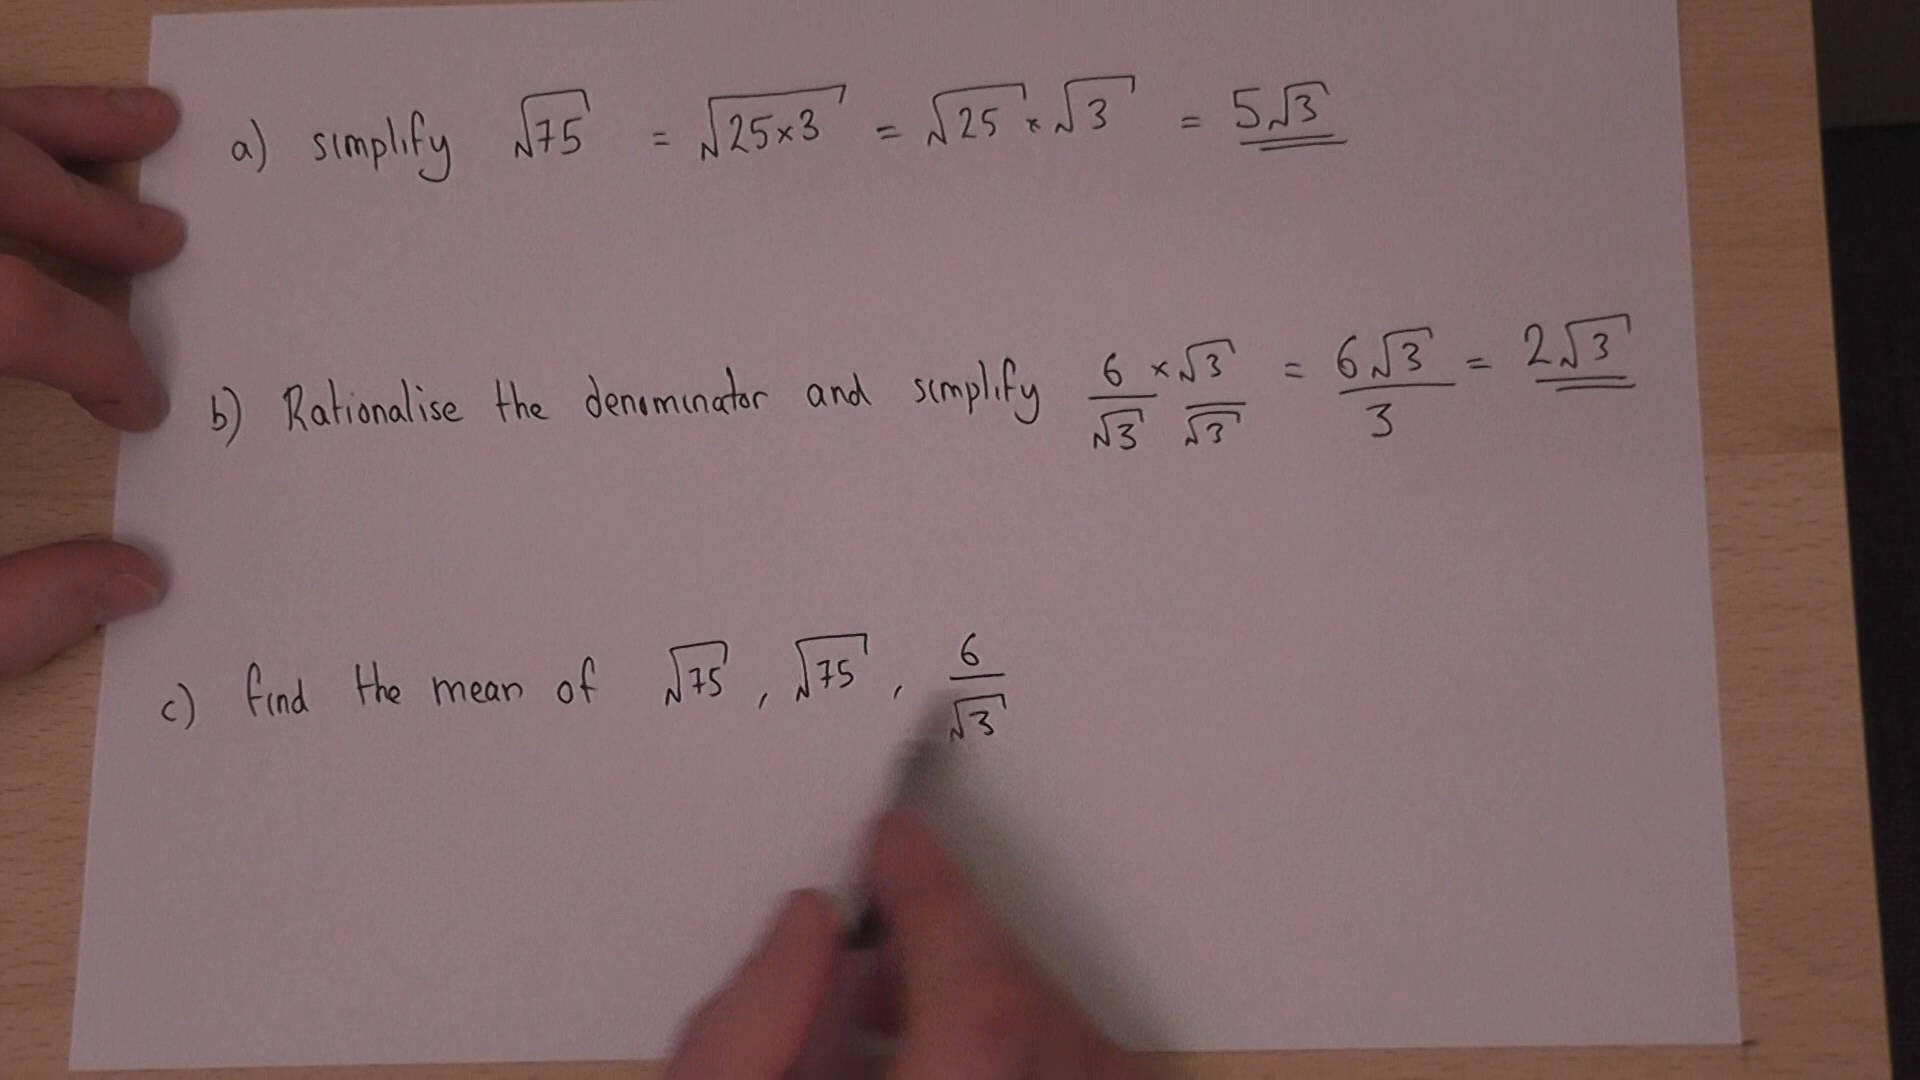 a) simplify √75 = √25×3 = √25 × √3 = 5√3
b) Rationalise the denominator and simplify 6/√3 × √3/√3 = 6√3/3 = 2√3
c) find the mean of √75 , √75 , 6/√3